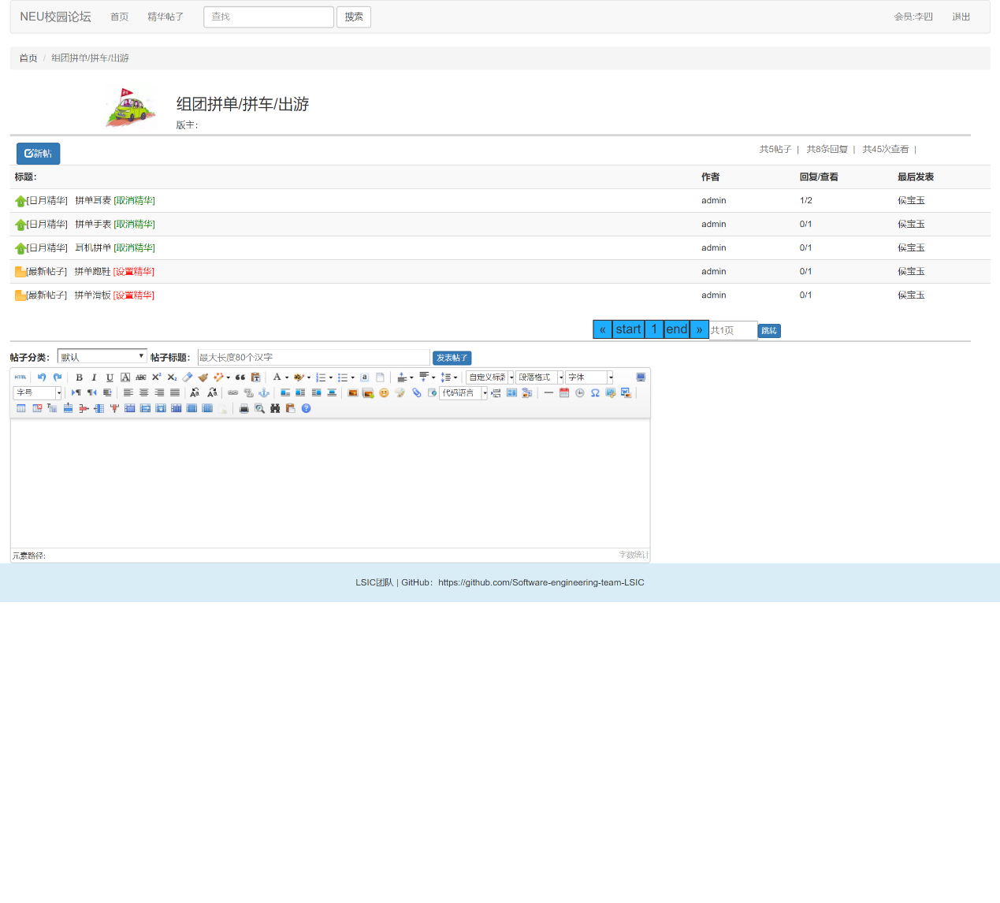 NEU校园论坛 首页 精华帖子 查找 搜索 会员:李四 退出
首页 / 组团拼单/拼车/出游
组团拼单/拼车/出游
版主：
新帖 共5帖子 | 共8条回复 | 共45次查看 |
标题： 作者 回复/查看 最后发表
[日月精华] 拼单耳麦 [取消精华] admin 1/2 侯宝玉
[日月精华] 拼单手表 [取消精华] admin 0/1 侯宝玉
[日月精华] 耳机拼单 [取消精华] admin 0/1 侯宝玉
[最新帖子] 拼单跑鞋 [设置精华] admin 0/1 侯宝玉
[最新帖子] 拼单滑板 [设置精华] admin 0/1 侯宝玉
« start 1 end » 共1页 跳转
帖子分类： 默认 帖子标题： 最大长度80个汉字 发表帖子
HTML B I U A ABC X² X₂ A ab a 自定义标题 段落格式 字体
字号 代码语言
元素路径: 字数统计
LSIC团队 | GitHub：https://github.com/Software-engineering-team-LSIC